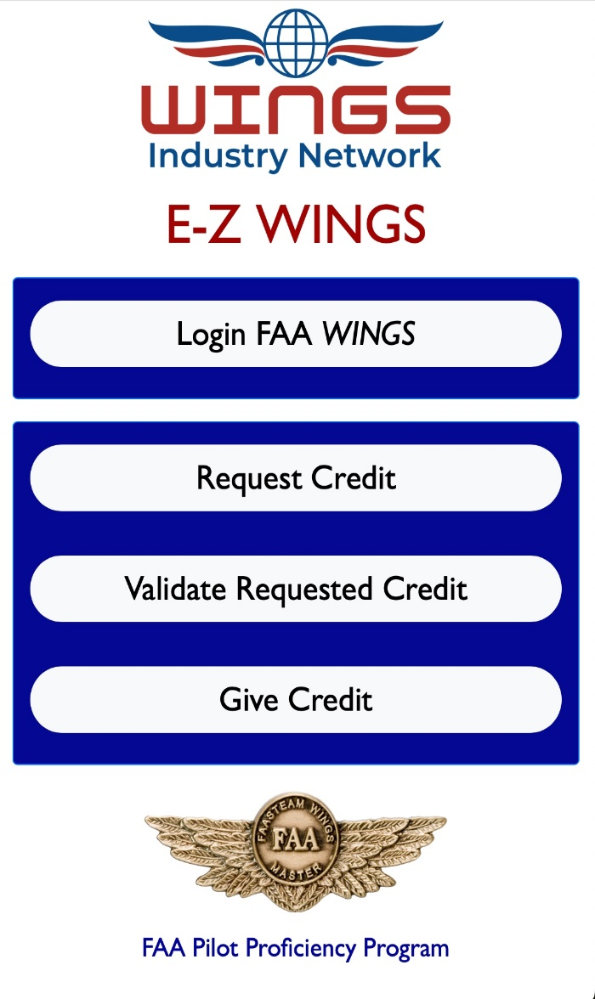 WINGS
Industry Network
E-Z WINGS
Login FAA WINGS
Request Credit
Validate Requested Credit
Give Credit
FAASTEAM WINGS
FAA
MASTER
FAA Pilot Proficiency Program